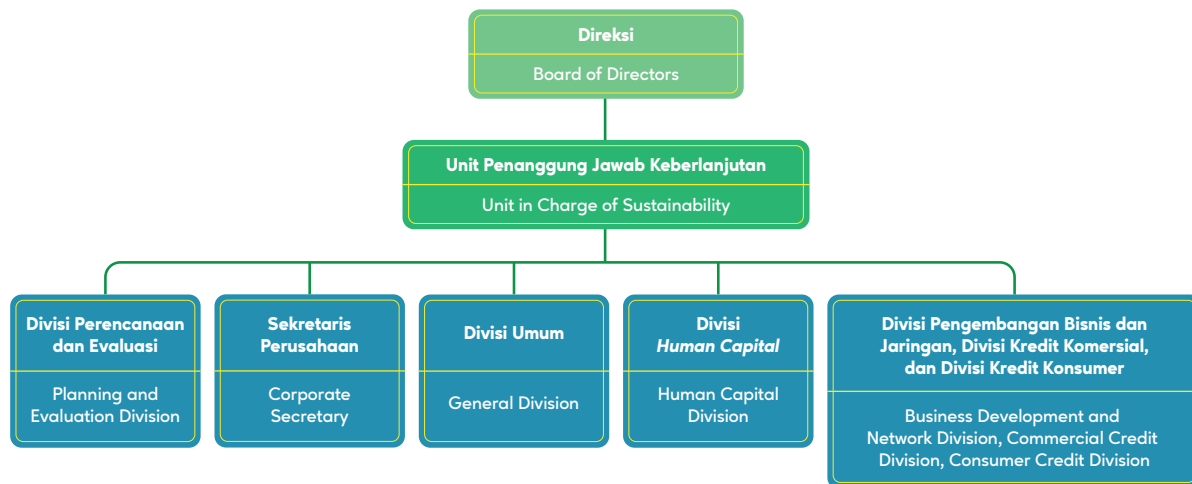 Direksi
Board of Directors
Unit Penanggung Jawab Keberlanjutan
Unit in Charge of Sustainability
Divisi Perencanaan
dan Evaluasi
Planning and
Evaluation Division
Sekretaris
Perusahaan
Corporate
Secretary
Divisi Umum
General Division
Divisi
Human Capital
Human Capital
Division
Divisi Pengembangan Bisnis dan
Jaringan, Divisi Kredit Komersial,
dan Divisi Kredit Konsumer
Business Development and
Network Division, Commercial Credit
Division, Consumer Credit Division